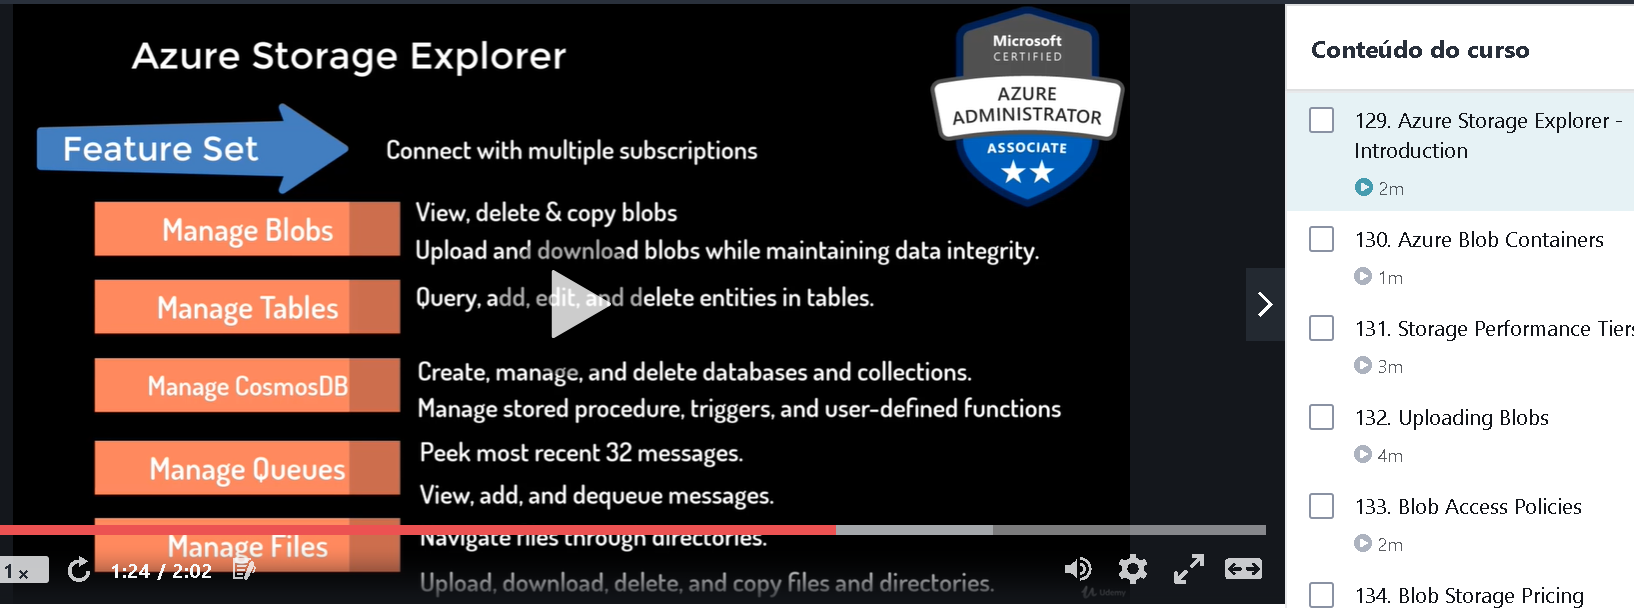 Azure Storage Explorer
Microsoft
CERTIFIED
AZURE
ADMINISTRATOR
ASSOCIATE
Feature Set
Connect with multiple subscriptions
Manage Blobs
View, delete & copy blobs
Upload and download blobs while maintaining data integrity.
Manage Tables
Query, add, edit, and delete entities in tables.
Manage CosmosDB
Create, manage, and delete databases and collections.
Manage stored procedure, triggers, and user-defined functions
Manage Queues
Peek most recent 32 messages.
View, add, and dequeue messages.
Manage Files
Navigate files through directories.
Upload, download, delete, and copy files and directories.
1x
1:24 / 2:02
Udemy
Conteúdo do curso
129. Azure Storage Explorer -
Introduction
2m
130. Azure Blob Containers
1m
131. Storage Performance Tiers
3m
132. Uploading Blobs
4m
133. Blob Access Policies
2m
134. Blob Storage Pricing